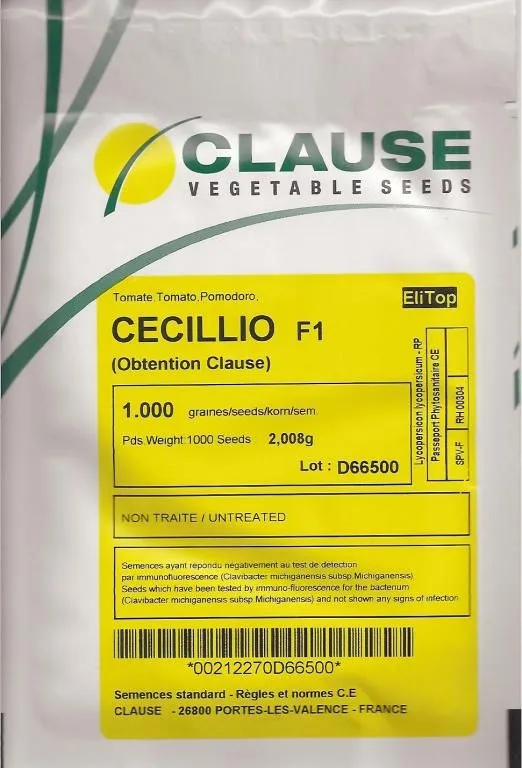 CLAUSE
VEGETABLE SEEDS
Tomate,Tomato,Pomodoro,
EliTop
CECILLIO F1
(Obtention Clause)
1.000 graines/seeds/korn/sem.
Pds.Weight:1000 Seeds 2,008g
Lot : D66500
Lycopersicon lycopersicum - RP
Passeport Phytosanitaire CE
SPV-F RH 00304
NON TRAITE / UNTREATED
Semences ayant repondu négativement au test de detection
par immunofluorescence (Clavibacter michiganensis subsp.Michiganensis)
Seeds which have been tested by immuno-fluorescence for the bacterium
(Clavibacter michiganensis subsp.Michiganensis) and not shown any signs of infection
*00212270D66500*
Semences standard - Règles et normes C.E
CLAUSE - 26800 PORTES-LES-VALENCE - FRANCE